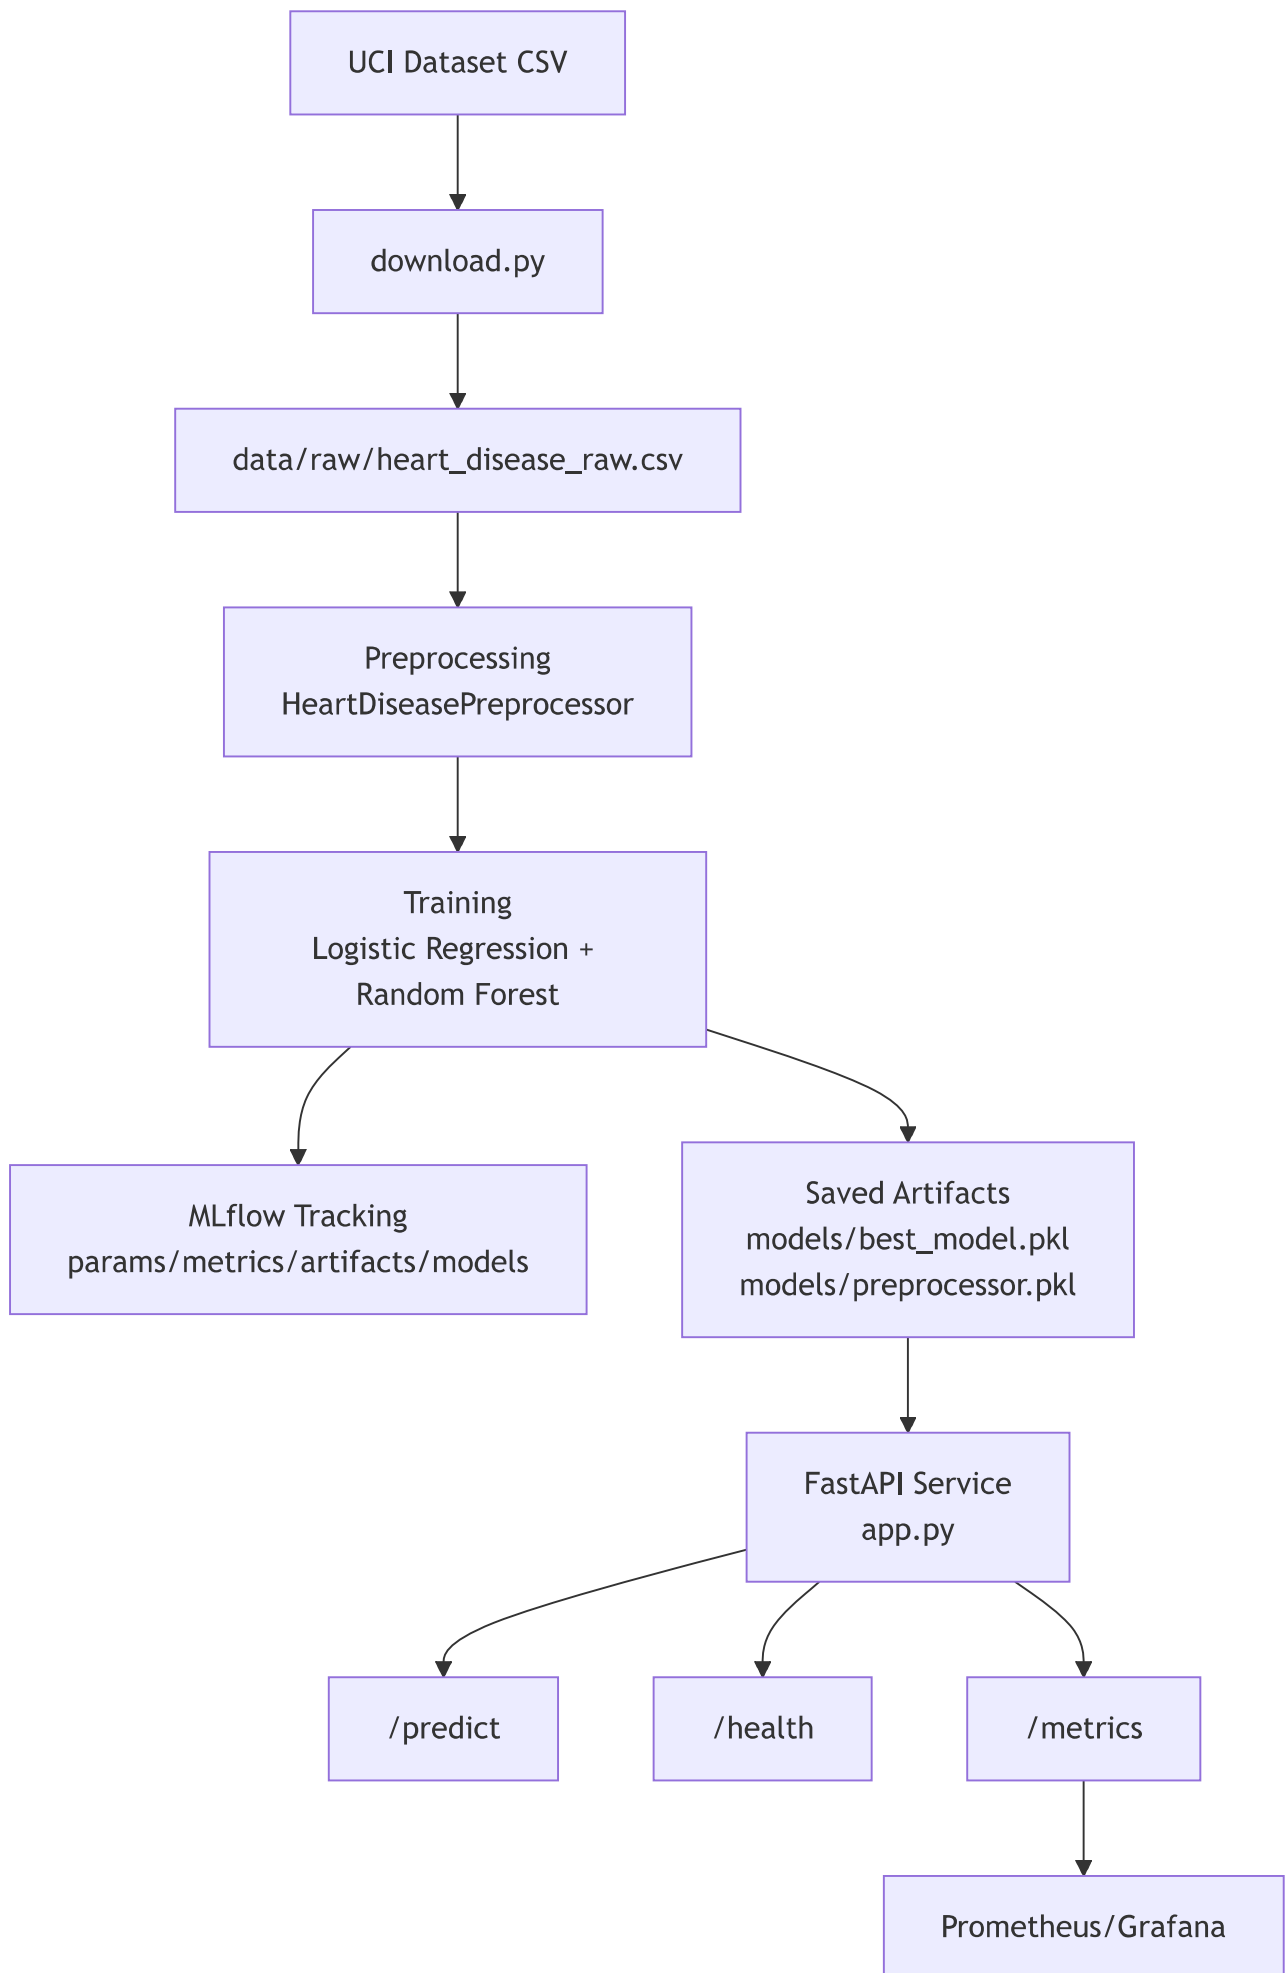 UCI Dataset CSV
download.py
data/raw/heart_disease_raw.csv
Preprocessing
HeartDiseasePreprocessor
Training
Logistic Regression +
Random Forest
MLflow Tracking
params/metrics/artifacts/models
Saved Artifacts
models/best_model.pkl
models/preprocessor.pkl
FastAPI Service
app.py
/predict
/health
/metrics
Prometheus/Grafana